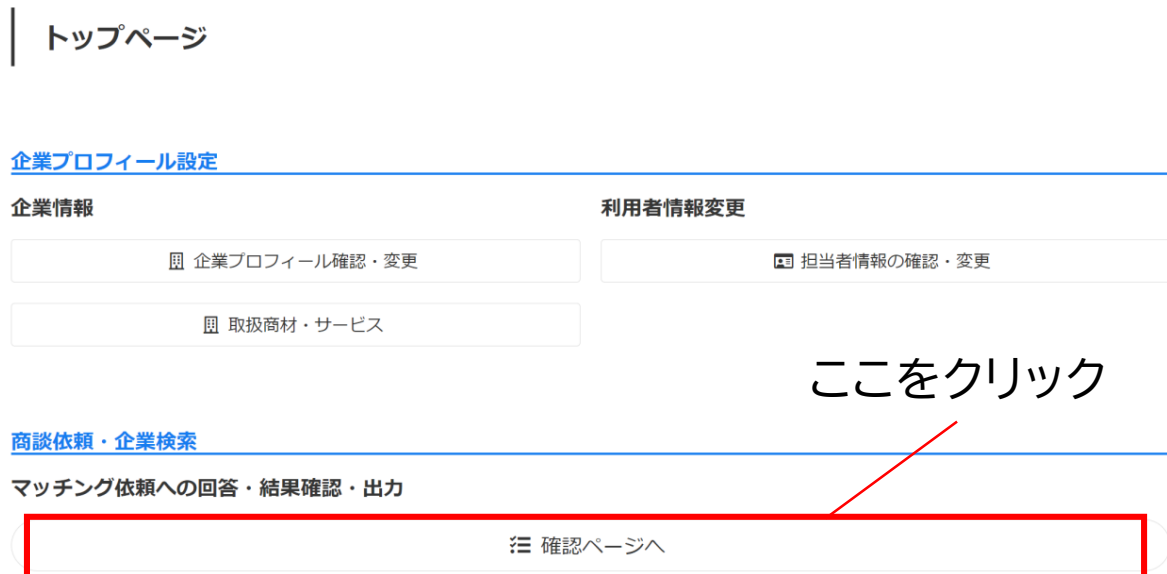 トップページ
企業プロフィール設定
企業情報
利用者情報変更
企業プロフィール確認・変更
担当者情報の確認・変更
取扱商材・サービス
ここをクリック
商談依頼・企業検索
マッチング依頼への回答・結果確認・出力
確認ページへ